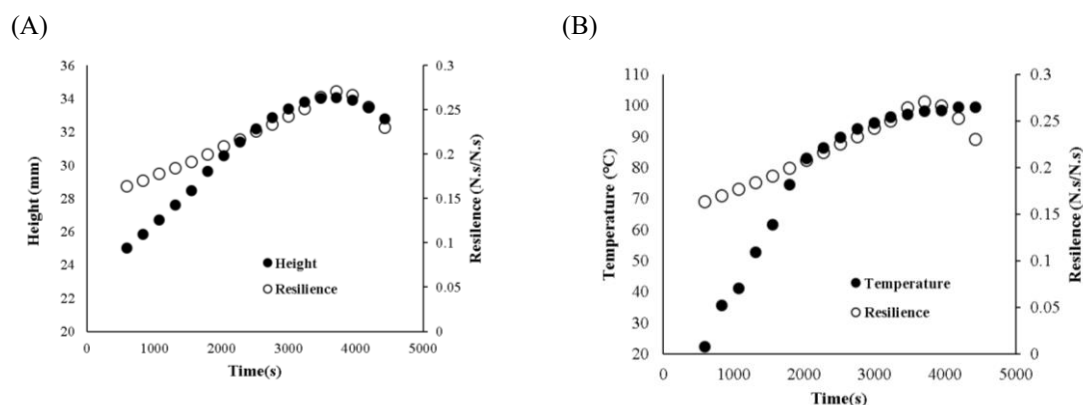 (A)
36
34
32
30
28
26
24
22
20
Height (mm)
0.3
0.25
0.2
0.15
0.1
0.05
0
Resilence (N.s/N.s)
Height
Resilience
0 1000 2000 3000 4000 5000
Time(s)
(B)
110
100
90
80
70
60
50
40
30
20
Temperature (°C)
0.3
0.25
0.2
0.15
0.1
0.05
0
Resilence (N.s/N.s)
Temperature
Resilience
0 1000 2000 3000 4000 5000
Time(s)